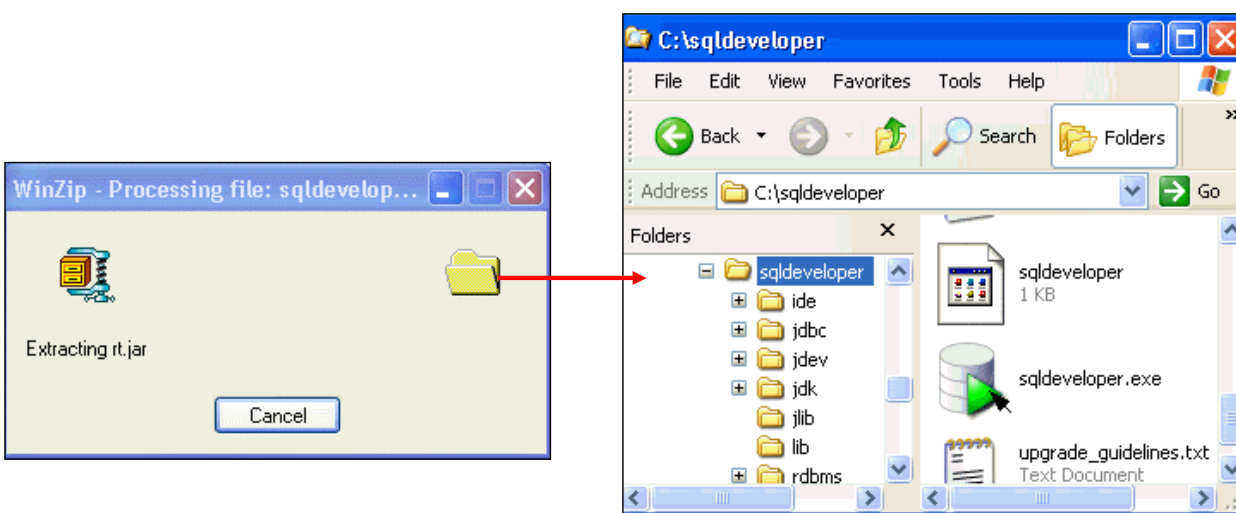 WinZip - Processing file: sqldevelop...
Extracting rt.jar
Cancel
C:\sqldeveloper
File Edit View Favorites Tools Help
Back Search Folders
Address C:\sqldeveloper Go
Folders
sqldeveloper
ide
jdbc
jdev
jdk
jlib
lib
rdbms
sqldeveloper
1 KB
sqldeveloper.exe
upgrade_guidelines.txt
Text Document